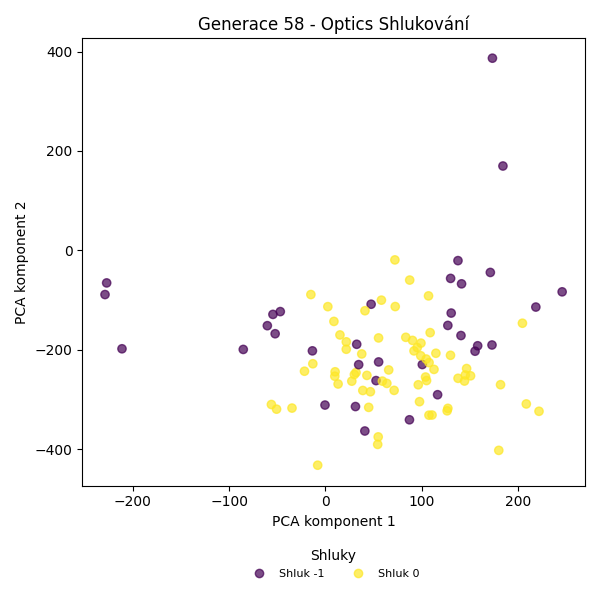 Generace 58 - Optics Shlukování
400
200
0
−200
−400
PCA komponent 2
−200
−100
0
100
200
PCA komponent 1
Shluky
Shluk -1
Shluk 0